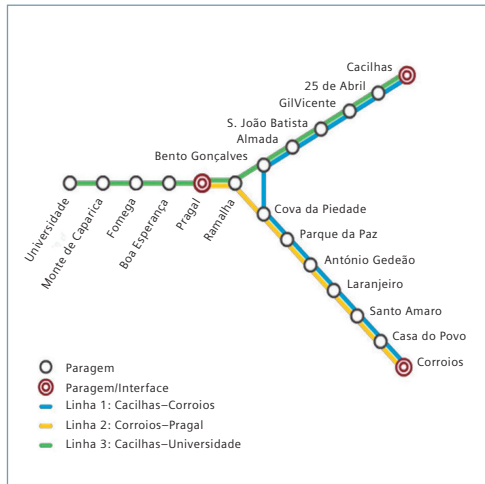 Cacilhas
25 de Abril
GilVicente
S. João Batista
Almada
Bento Gonçalves
Universidade
Monte de Caparica
Fomega
Boa Esperança
Pragal
Ramalha
Cova da Piedade
Parque da Paz
António Gedeão
Laranjeiro
Santo Amaro
Casa do Povo
Corroios
Paragem
Paragem/Interface
Linha 1: Cacilhas–Corroios
Linha 2: Corroios–Pragal
Linha 3: Cacilhas–Universidade